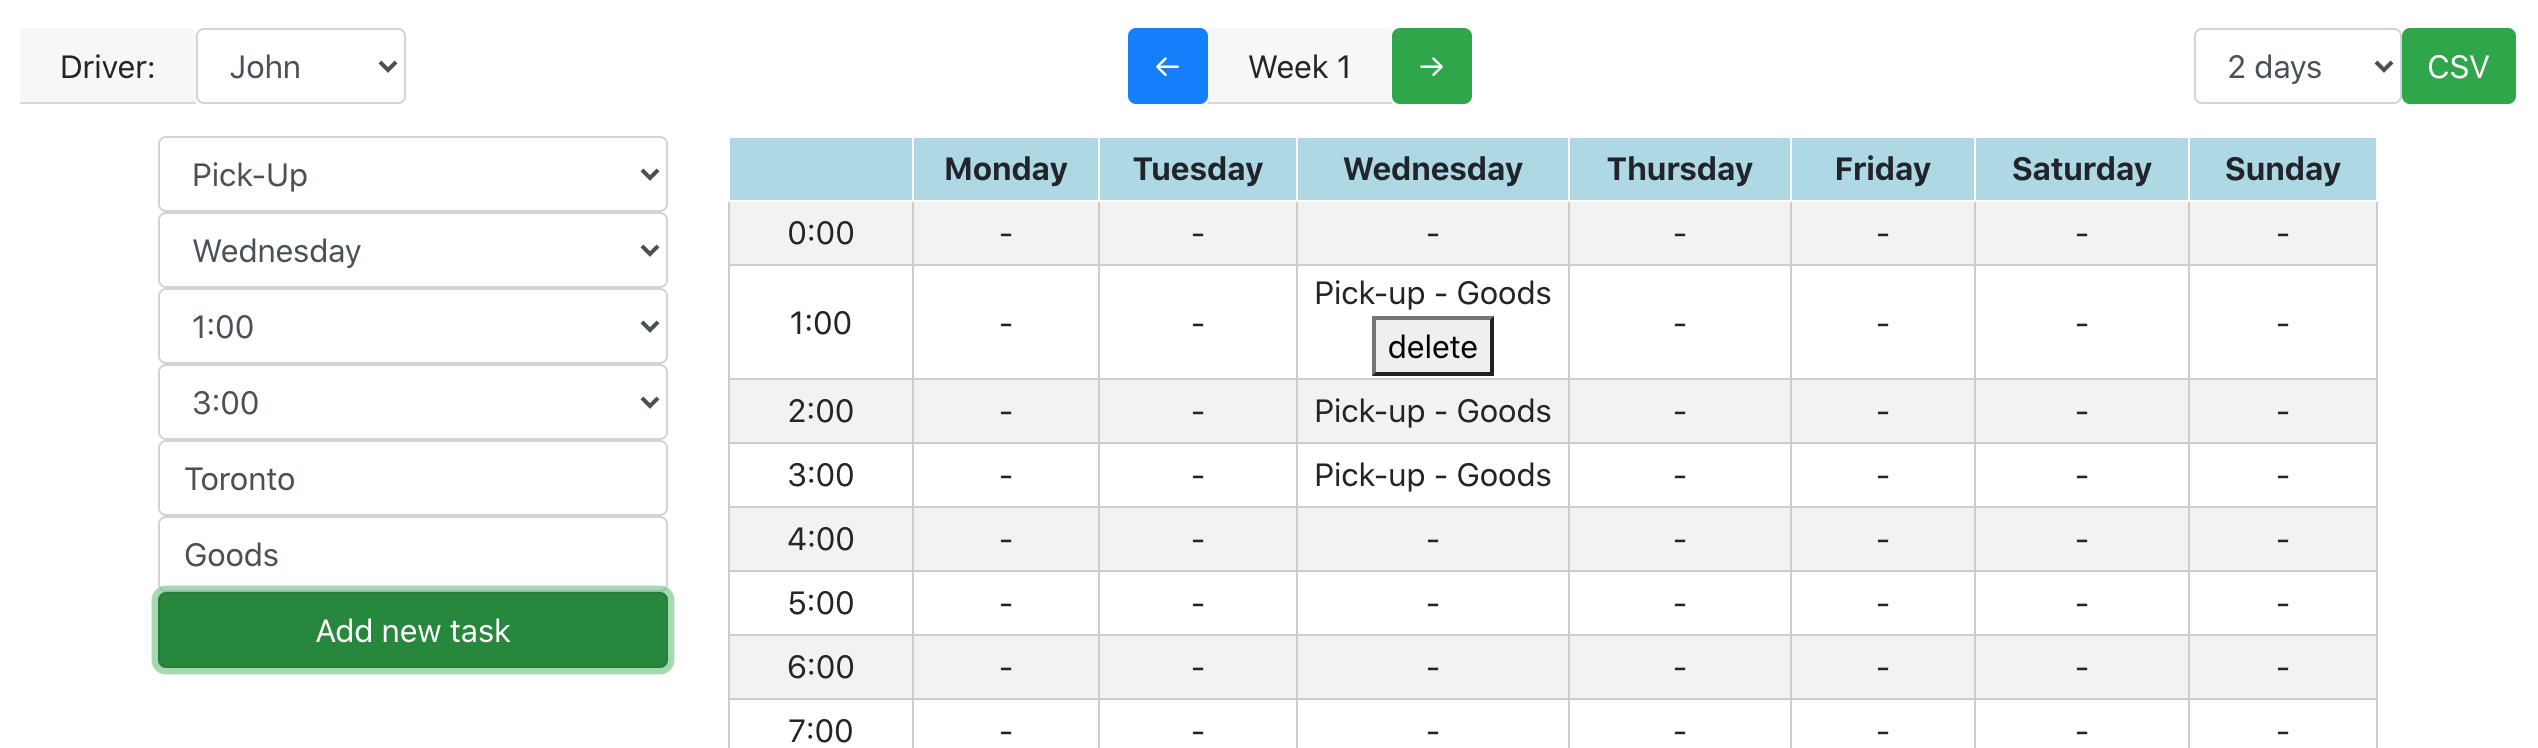 Driver: John ← Week 1 → 2 days CSV
Pick-Up
Wednesday
1:00
3:00
Toronto
Goods
Add new task
Monday Tuesday Wednesday Thursday Friday Saturday Sunday
0:00 - - - - - - -
1:00 - - Pick-up - Goods - - - -
delete
2:00 - - Pick-up - Goods - - - -
3:00 - - Pick-up - Goods - - - -
4:00 - - - - - - -
5:00 - - - - - - -
6:00 - - - - - - -
7:00 - - - - - - -